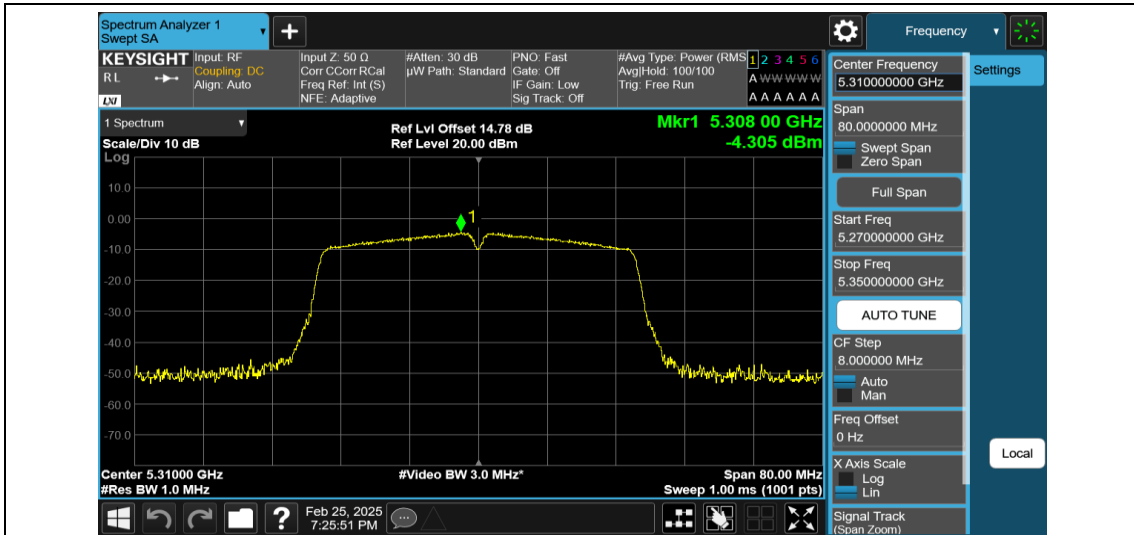 Spectrum Analyzer 1
Swept SA
Frequency
KEYSIGHT
RL
LXI
Input: RF
Coupling: DC
Align: Auto
Input Z: 50 Ω
Corr CCorr RCal
Freq Ref: Int (S)
NFE: Adaptive
#Atten: 30 dB
µW Path: Standard
PNO: Fast
Gate: Off
IF Gain: Low
Sig Track: Off
#Avg Type: Power (RMS
Avg|Hold: 100/100
Trig: Free Run
1 2 3 4 5 6
A W W W W W
A A A A A A
1 Spectrum
Scale/Div 10 dB
Log
Ref Lvl Offset 14.78 dB
Ref Level 20.00 dBm
Mkr1 5.308 00 GHz
-4.305 dBm
10.0
0.00
-10.0
-20.0
-30.0
-40.0
-50.0
-60.0
-70.0
1
Center 5.31000 GHz
#Res BW 1.0 MHz
#Video BW 3.0 MHz*
Span 80.00 MHz
Sweep 1.00 ms (1001 pts)
Center Frequency
5.310000000 GHz
Settings
Span
80.0000000 MHz
Swept Span
Zero Span
Full Span
Start Freq
5.270000000 GHz
Stop Freq
5.350000000 GHz
AUTO TUNE
CF Step
8.000000 MHz
Auto
Man
Freq Offset
0 Hz
X Axis Scale
Log
Lin
Signal Track
(Span Zoom)
Local
?
Feb 25, 2025
7:25:51 PM